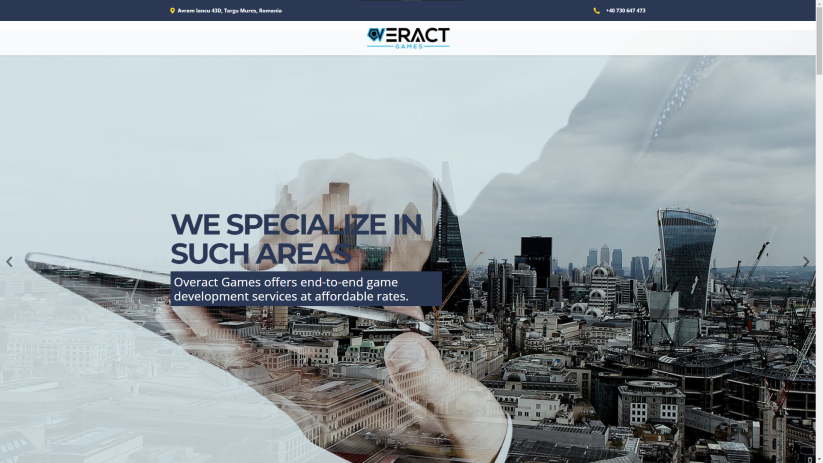 Avram Iancu 43D, Targu Mures, Romania
+40 730 647 473
OVERACT
GAMES
WE SPECIALIZE IN
SUCH AREAS
Overact Games offers end-to-end game
development services at affordable rates.